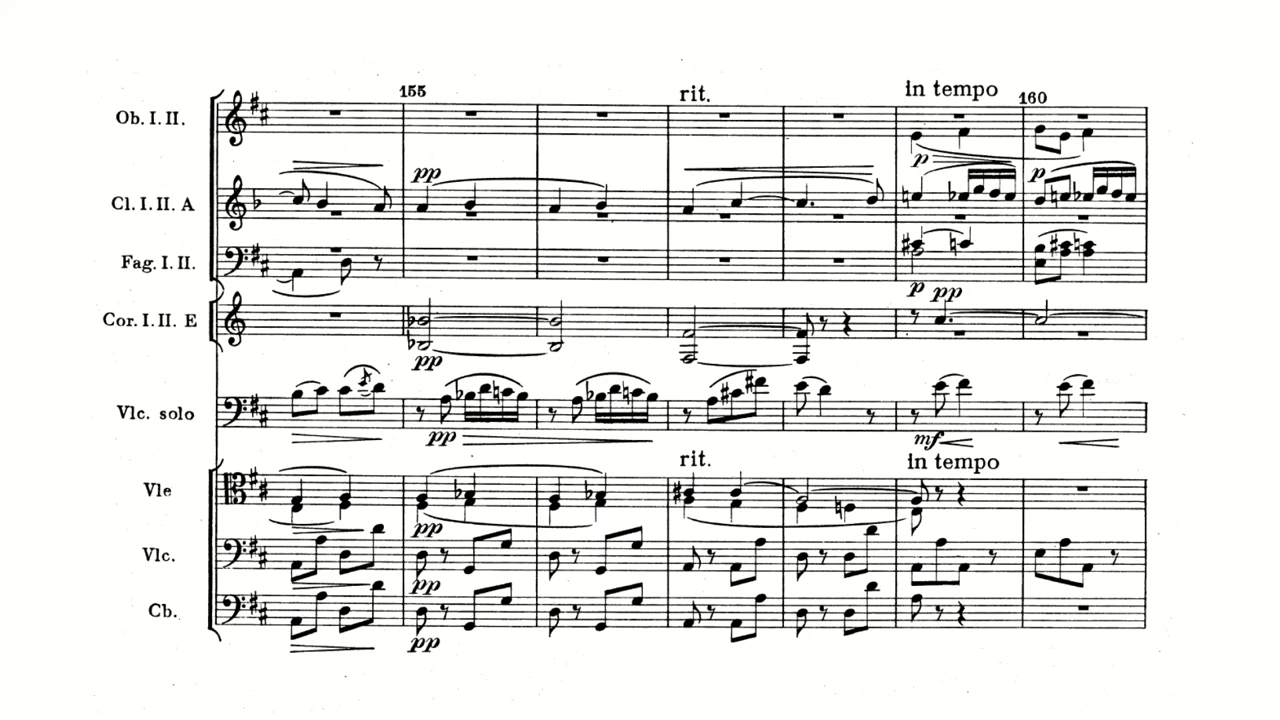 155
rit.
in tempo
160
Ob. I. II.
p
pp
p
Cl. I. II. A
Fag. I. II.
p pp
Cor. I. II. E
pp
Vlc. solo
pp
mf
rit.
in tempo
Vle
pp
Vlc.
pp
Cb.
pp